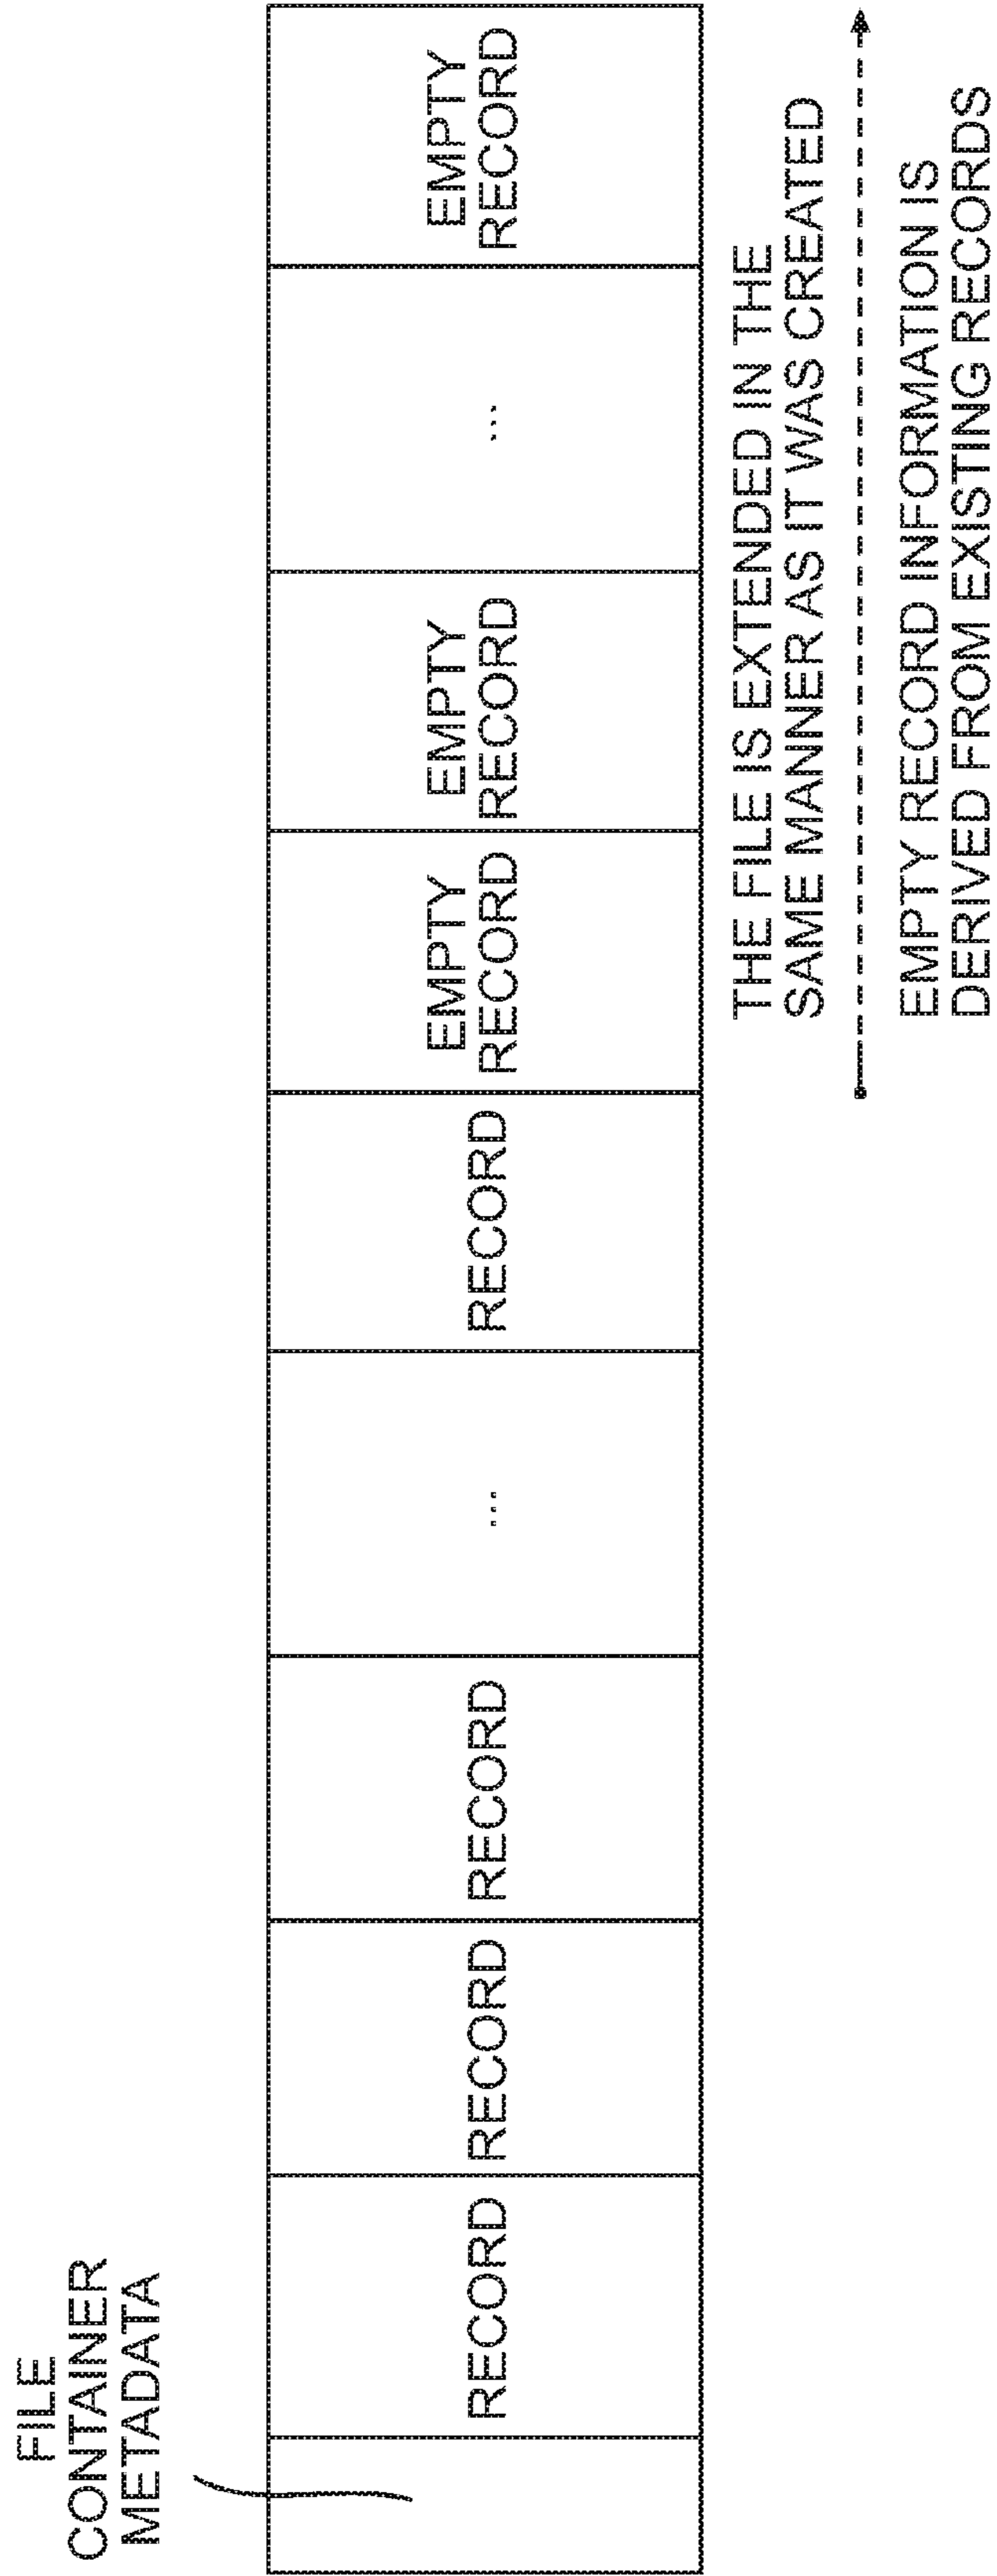 FILE
CONTAINER
METADATA
RECORD
RECORD
RECORD
...
RECORD
EMPTY
RECORD
EMPTY
RECORD
...
EMPTY
RECORD
THE FILE IS EXTENDED IN THE
SAME MANNER AS IT WAS CREATED
EMPTY RECORD INFORMATION IS
DERIVED FROM EXISTING RECORDS